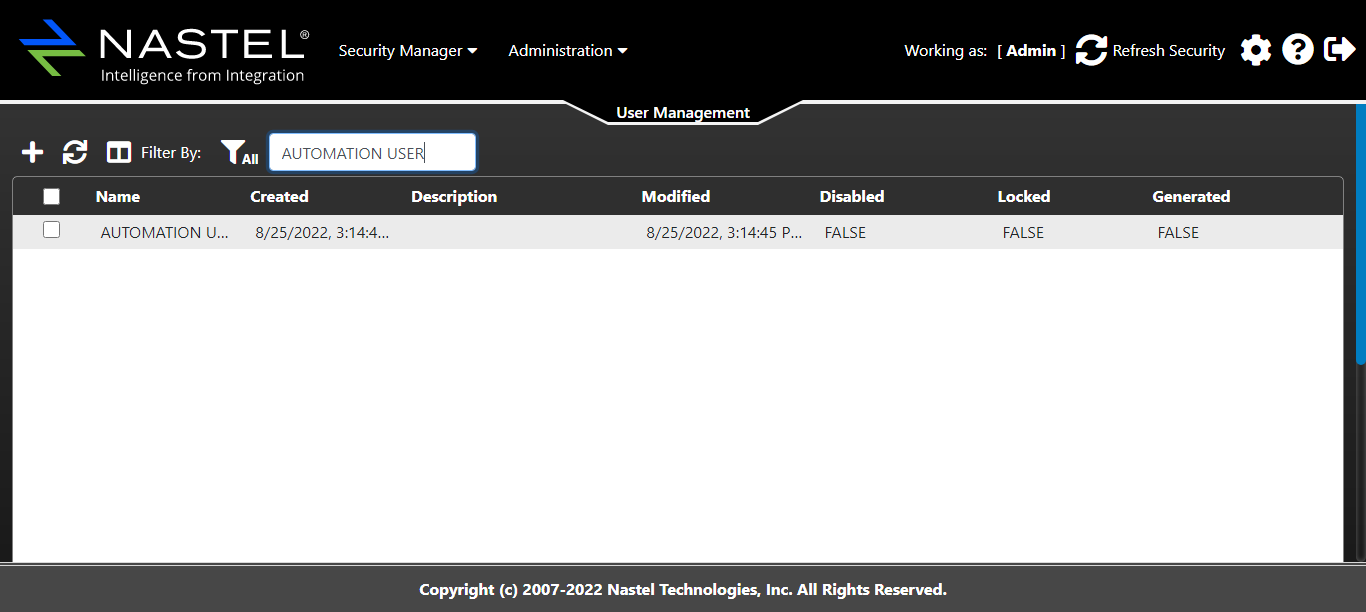 NASTEL®
Intelligence from Integration
Security Manager
Administration
Working as: [ Admin ]
Refresh Security
User Management
Filter By:
All
AUTOMATION USER
Name Created Description Modified Disabled Locked Generated
AUTOMATION U... 8/25/2022, 3:14:4... 8/25/2022, 3:14:45 P... FALSE FALSE FALSE
Copyright (c) 2007-2022 Nastel Technologies, Inc. All Rights Reserved.